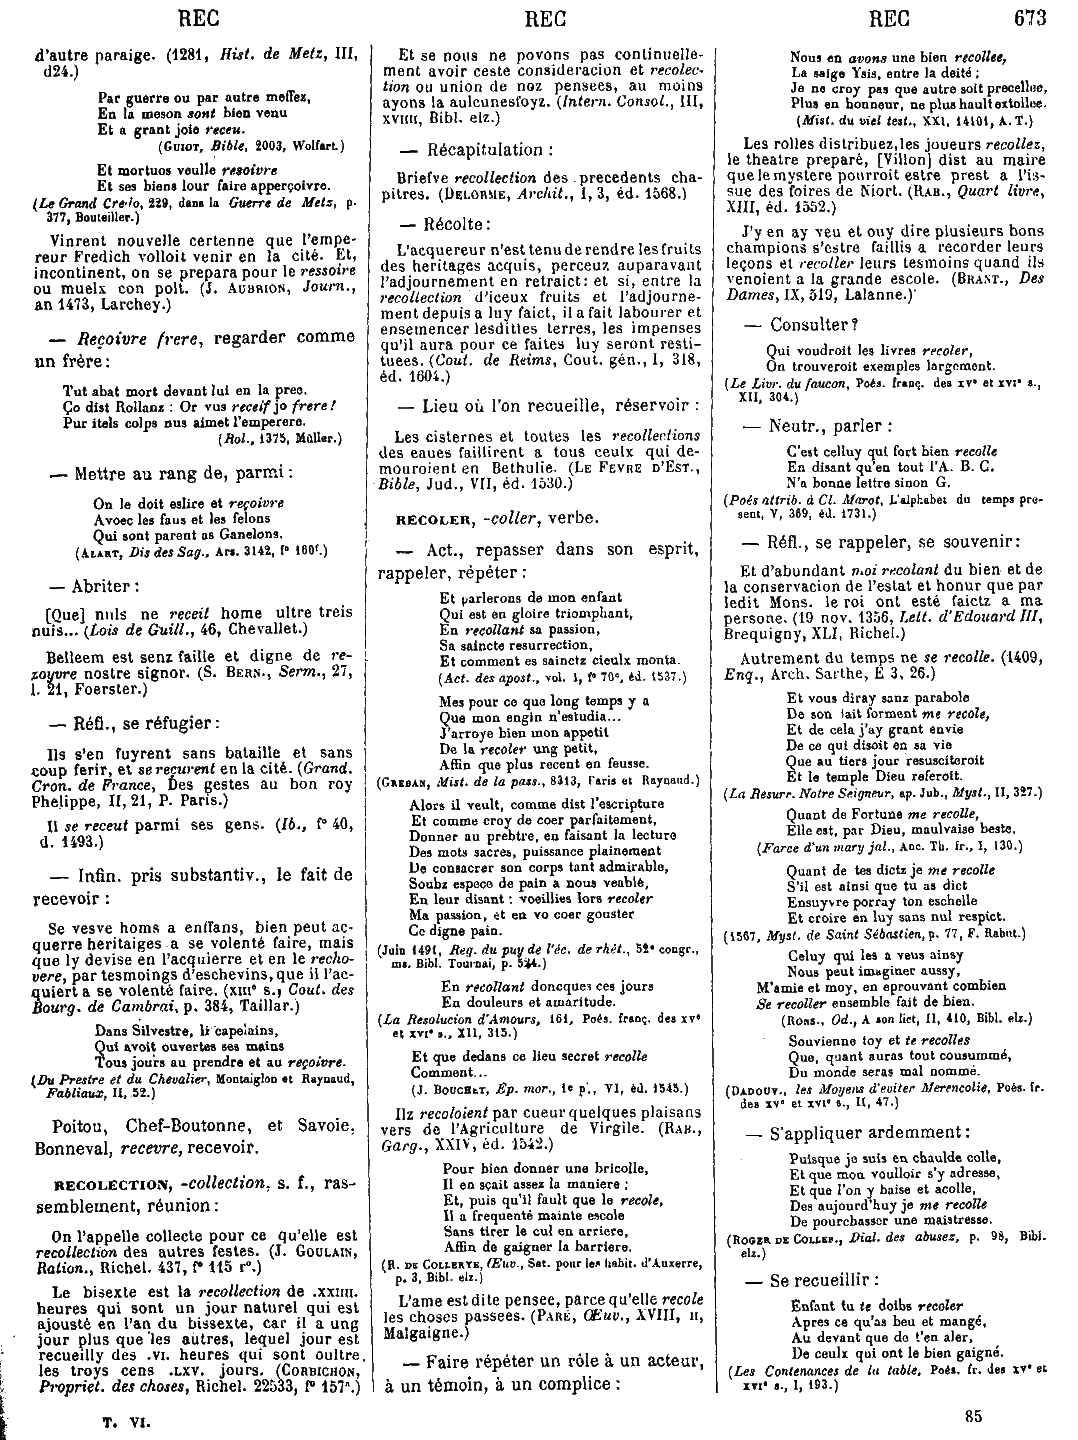 REC
REC
REC
673
d'autre paraige. (1281, Hist. de Metz, III,
d24.)
Par guerre ou par autre meffez,
En la meson sont bien venu
Et a grant joie receu.
(GUIOT, Bible, 2003, Wolfart.)
Et mortuos veulle resoivre
Et ses biens lour faire apperçoivre.
(Le Grand Credo, 229, dans la Guerre de Metz, p.
377, Bouteiller.)
Vinrent nouvelle certenne que l'empe-
reur Fredich volloit venir en la cité. Et,
incontinent, on se prepara pour le ressoire
ou muelx con polt. (J. AUBRION, Journ.,
an 1473, Larchey.)
— Reçoivre frere, regarder comme
un frère:
Tut abat mort devant lui en la pree.
Ço dist Rollanz : Or vus receif jo frere!
Pur itels colps nus aimet l'emperere.
(Rol., 1375, Müller.)
— Mettre au rang de, parmi :
On le doit eslire et reçoivre
Avoec les faus et les felons
Qui sont parent as Ganelons.
(ALART, Dis des Sag., Ars. 3142, f° 160f.)
— Abriter :
[Que] nuls ne receit home ultre treis
nuis... (Lois de Guill., 46, Chevallet.)
Belleem est senz faille et digne de re-
zoyvre nostre signor. (S. BERN., Serm., 27,
l. 21, Foerster.)
— Réfl., se réfugier :
Ils s'en fuyrent sans bataille et sans
coup ferir, et se reçurent en la cité. (Grand.
Cron. de France, Des gestes au bon roy
Phelippe, II, 21, P. Paris.)
Il se receut parmi ses gens. (Ib., f° 40,
d. 1493.)
— Infin. pris substantiv., le fait de
recevoir :
Se vesve homs a enffans, bien peut ac-
querre heritaiges a se volenté faire, mais
que ly devise en l'acquierre et en le recho-
vere, par tesmoings d'eschevins, que il l'ac-
quiert a se volenté faire. (XIIIe s., Cout. des
Bourg. de Cambrai, p. 384, Taillar.)
Dans Silvestre, li capelains,
Qui avoit ouvertes ses mains
Tous jours au prendre et au reçoivre.
(Du Prestre et du Chevalier, Montaiglon et Raynaud,
Fabliaux, II, 52.)
Poitou, Chef-Boutonne, et Savoie,
Bonneval, recevre, recevoir.
RECOLECTION, -collection, s. f., ras-
semblement, réunion :
On l'appelle collecte pour ce qu'elle est
recollection des autres festes. (J. GOULAIN,
Ration., Richel. 437, f° 115 r°.)
Le bisexte est la recollection de .XXIIII.
heures qui sont un jour naturel qui est
ajousté en l'an du bissexte, car il a ung
jour plus que les autres, lequel jour est
recueilly des .VI. heures qui sont oultre
les troys cens .LXV. jours. (CORBICHON,
Propriet. des choses, Richel. 22533, f° 157a.)
Et se nous ne povons pas continuelle-
ment avoir ceste consideracion et recolec-
tion ou union de noz pensees, au moins
ayons la aulcunesfoyz. (Intern. Consol., III,
XVIIII, Bibl. elz.)
— Récapitulation :
Briefve recollection des precedents cha-
pitres. (DELORME, Archit., I, 3, éd. 1568.)
— Récolte :
L'acquereur n'est tenu de rendre les fruits
des heritages acquis, perceuz auparavant
l'adjournement en retraict: et si, entre la
recollection d'iceux fruits et l'adjourne-
ment depuis a luy faict, il a fait labourer et
ensemencer lesdittes terres, les impenses
qu'il aura pour ce faites luy seront resti-
tuees. (Cout. de Reims, Cout. gén., I, 318,
éd. 1604.)
— Lieu où l'on recueille, réservoir :
Les cisternes et toutes les recollections
des eaues faillirent a tous ceulx qui de-
mouroient en Bethulie. (LE FEVRE D'EST.,
Bible, Jud., VII, éd. 1530.)
RECOLER, -coller, verbe.
— Act., repasser dans son esprit,
rappeler, répéter :
Et parlerons de mon enfant
Qui est en gloire triomphant,
En recollant sa passion,
Sa saincte resurrection,
Et comment es sainctz cieulx monta.
(Act. des apost., vol. I, f° 70c, éd. 1537.)
Mes pour ce que long temps y a
Que mon engin n'estudia...
J'arroye bien mon appetit
De la recoler ung petit,
Affin que plus recent en feusse.
(GREBAN, Mist. de la pass., 8313, Paris et Raynaud.)
Alors il veult, comme dist l'escripture
Et comme croy de coer parfaitement,
Donner au prebtre, en faisant la lecture
Des mots sacres, puissance plainement
De consacrer son corps tant admirable,
Soubz espece de pain a nous veable,
En leur disant : voeillies lors recoler
Ma passion, et en vo coer gouster
Ce digne pain.
(Juin 1491, Reg. du puy de l'éc. de rhét., 52e congr.,
ms. Bibl. Tournai, p. 524.)
En recollant doncques ces jours
En douleurs et amaritude.
(La Resolucion d'Amours, 161, Poés. franç. des XVe
et XVIe s., XII, 315.)
Et que dedans ce lieu secret recolle
Comment...
(J. BOUCHET, Ép. mor., 1e p., VI, éd. 1545.)
Ilz recoloient par cueur quelques plaisans
vers de l'Agriculture de Virgile. (RAB.,
Garg., XXIV, éd. 1542.)
Pour bien donner une bricolle,
Il en sçait assez la maniere ;
Et, puis qu'il fault que le recole,
Il a frequenté mainte escole
Sans tirer le cul en arriere,
Affin de gaigner la barriere.
(R. DE COLLERYE, Œuv., Sat. pour les habit. d'Auxerre,
p. 3, Bibl. elz.)
L'ame est dite pensee, parce qu'elle recole
les choses passees. (PARÉ, Œuv., XVIII, II,
Malgaigne.)
— Faire répéter un rôle à un acteur,
à un témoin, à un complice :
Nous en avons une bien recollee,
La saige Ysis, entre la deité ;
Je ne croy pas que autre soit precellee,
Plus en honneur, ne plus hault extollee.
(Mist. du viel test., XXI, 14101, A. T.)
Les rolles distribuez, les joueurs recollez,
le theatre preparé, [Villon] dist au maire
que le mystere pourroit estre prest a l'is-
sue des foires de Niort. (RAB., Quart livre,
XIII, éd. 1552.)
J'y en ay veu et ouy dire plusieurs bons
champions s'estre faillis a recorder leurs
leçons et recoller leurs tesmoins quand ils
venoient a la grande escole. (BRANT., Des
Dames, IX, 519, Lalanne.)
— Consulter ?
Qui voudroit les livres recoler,
On trouveroit exemples largement.
(Le Livr. du faucon, Poés. franç. des XVe et XVIe s.,
XII, 304.)
— Neutr., parler :
C'est celluy qui fort bien recolle
En disant qu'en tout l'A. B. C.
N'a bonne lettre sinon G.
(Poés attrib. à Cl. Marot, L'alphabet du temps pre-
sent, V, 369, éd. 1731.)
— Réfl., se rappeler, se souvenir :
Et d'abundant moi recolant du bien et de
la conservacion de l'estat et honur que par
ledit Mons. le roi ont esté faictz a ma
persone. (19 nov. 1356, Lett. d'Edouard III,
Brequigny, XLI, Richel.)
Autrement du temps ne se recolle. (1409,
Enq., Arch. Sarthe, E 3, 26.)
Et vous diray sanz parabole
De son fait forment me recole,
Et de cela j'ay grant envie
De ce qui disoit en sa vie
Que au tiers jour resusciteroit
Et le temple Dieu referoit.
(La Resurr. Notre Seigneur, ap. Jub., Myst., II, 327.)
Quant de Fortune me recolle,
Elle est, par Dieu, maulvaise beste.
(Farce d'un mary jal., Anc. Th. fr., I, 130.)
Quant de tes dictz je me recolle
S'il est ainsi que tu as dict
Ensuyvre porray ton eschelle
Et croire en luy sans nul respict.
(1567, Myst. de Saint Sébastien, p. 77, F. Rabut.)
Celuy qui les a veus ainsy
Nous peut imaginer aussy,
M'amie et moy, en eprouvant combien
Se recoller ensemble fait de bien.
(RONS., Od., A son lict, II, 410, Bibl. elz.)
Souvienne toy et te recolles
Que, quant auras tout cousummé,
Du monde seras mal nommé.
(DADOUV., les Moyens d'eviter Merencolie, Poés. fr.
des XVe et XVIe s., II, 47.)
— S'appliquer ardemment :
Puisque je suis en chaulde colle,
Et que mon voulloir s'y adresse,
Et que l'on y baise et acolle,
Des aujourd'huy je me recolle
De pourchasser une maistresse.
(ROGER DE COLLER., Dial. des abusez, p. 98, Bibl.
elz.)
— Se recueillir :
Enfant tu te doibs recoler
Apres ce qu'as beu et mangé,
Au devant que de t'en aler,
De ceulx qui ont le bien gaigné.
(Les Contenances de la table, Poés. fr. des XVe et
XVIe s., I, 193.)
T. VI.
85